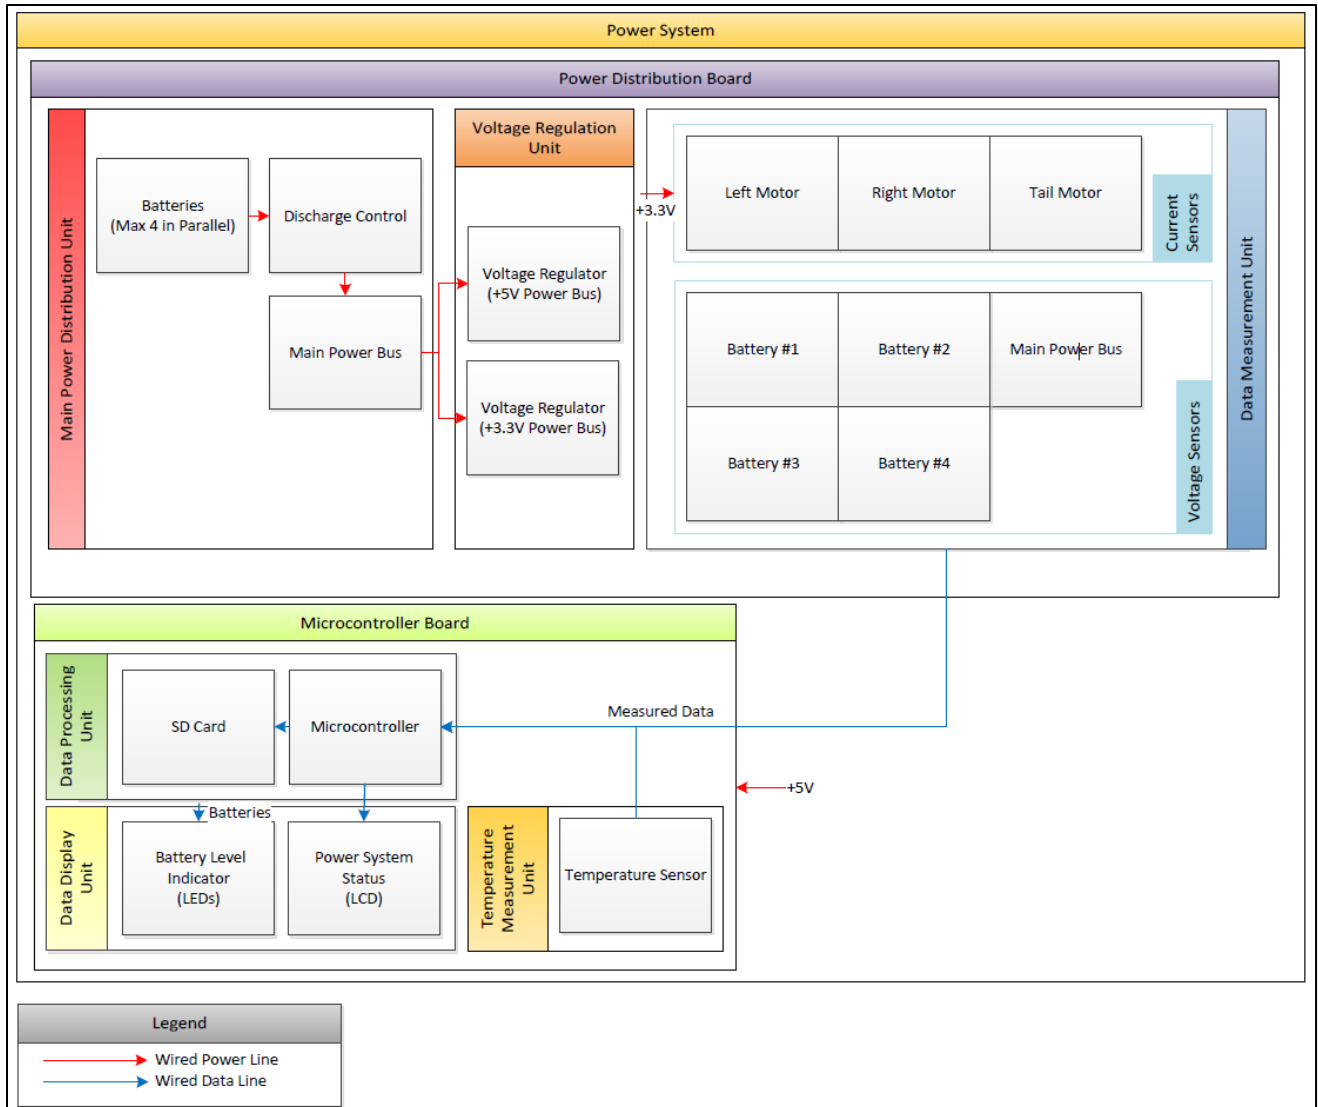 Power System
Power Distribution Board
Main Power Distribution Unit
Batteries
(Max 4 in Parallel)
Discharge Control
Main Power Bus
Voltage Regulation
Unit
Voltage Regulator
(+5V Power Bus)
Voltage Regulator
(+3.3V Power Bus)
+3.3V
Left Motor
Right Motor
Tail Motor
Current
Sensors
Battery #1
Battery #2
Main Power Bus
Battery #3
Battery #4
Voltage Sensors
Data Measurement Unit
Microcontroller Board
Data Processing
Unit
SD Card
Microcontroller
Measured Data
+5V
Data Display
Unit
Batteries
Battery Level
Indicator
(LEDs)
Power System
Status
(LCD)
Temperature
Measurement
Unit
Temperature Sensor
Legend
Wired Power Line
Wired Data Line